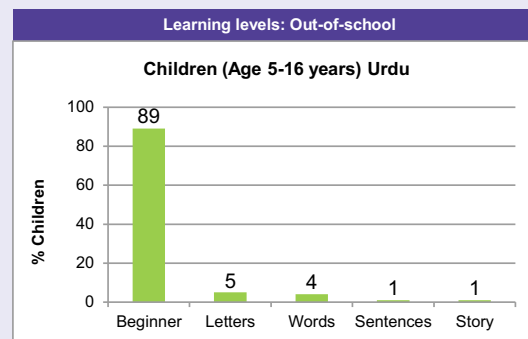 Learning levels: Out-of-school
Children (Age 5-16 years) Urdu
% Children
100
80
60
40
20
0
89
5
4
1
1
Beginner
Letters
Words
Sentences
Story